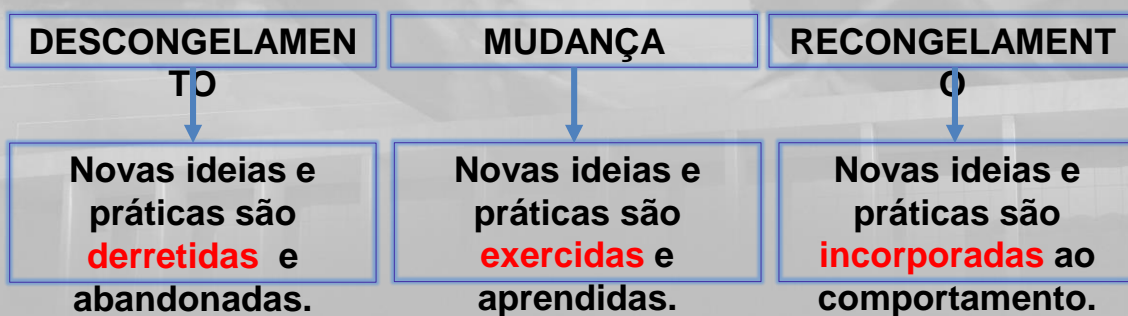 DESCONGELAMEN
TO
Novas ideias e
práticas são
derretidas e
abandonadas.
MUDANÇA
Novas ideias e
práticas são
exercidas e
aprendidas.
RECONGELAMENT
O
Novas ideias e
práticas são
incorporadas ao
comportamento.